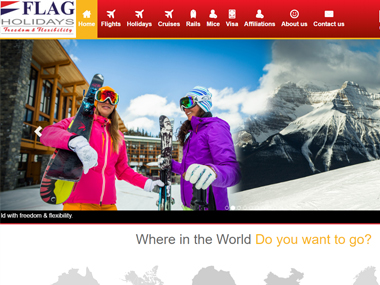 FLAG
HOLIDAYS
Freedom & Flexibility
Home
Flights
Holidays
Cruises
Rails
Mice
Visa
Affiliations
About us
Contact us
ld with freedom & flexibility.
Where in the World Do you want to go?